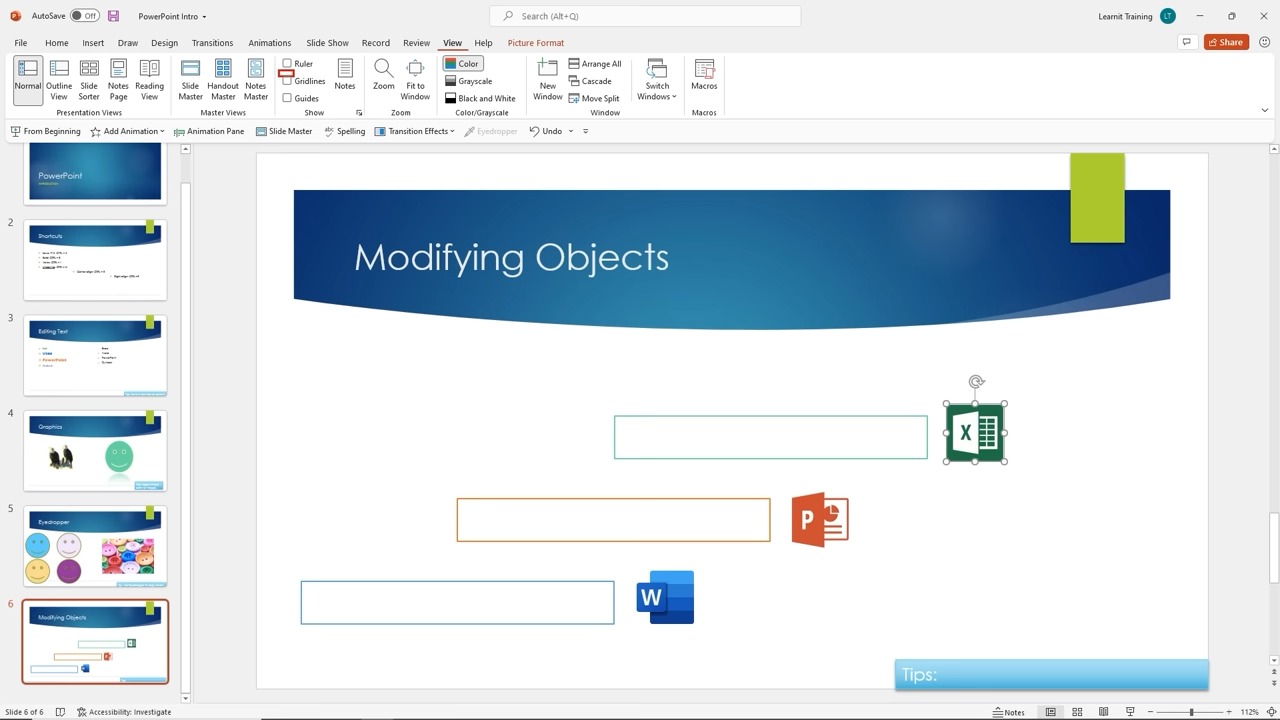 AutoSave Off PowerPoint Intro Search (Alt+Q) Learnit Training LT
File Home Insert Draw Design Transitions Animations Slide Show Record Review View Help Picture Format Share
Normal Outline View Slide Sorter Notes Page Reading View
Presentation Views
Slide Master Handout Master Notes Master
Master Views
Ruler
Gridlines
Guides
Notes
Show
Zoom Fit to Window
Zoom
Color
Grayscale
Black and White
Color/Grayscale
New Window
Arrange All
Cascade
Move Split
Switch Windows
Window
Macros
Macros
From Beginning Add Animation Animation Pane Slide Master Spelling Transition Effects Eyedropper Undo
PowerPoint
2
Shortcuts
3
Editing Text
Word
PowerPoint
4
Graphics
5
Eyedropper
6
Modifying Objects
Modifying Objects
X
P
W
Tips:
Slide 6 of 6 Accessibility: Investigate Notes 112%